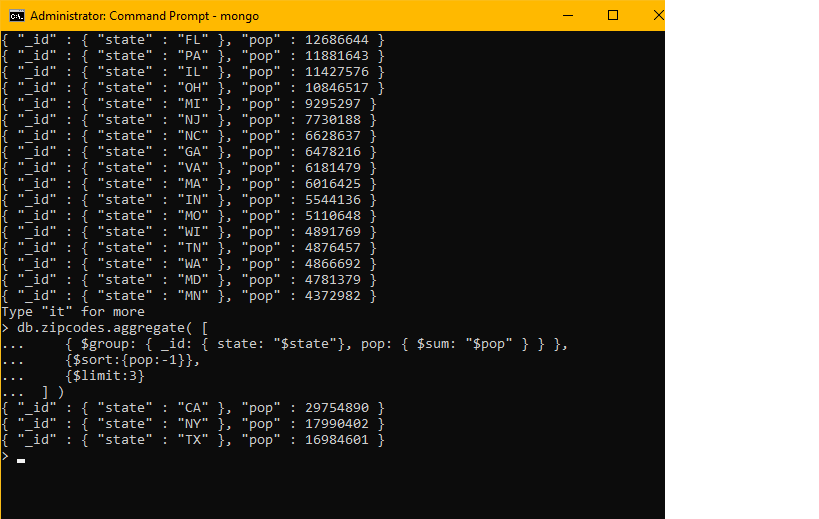 Administrator: Command Prompt - mongo
{ "_id" : { "state" : "FL" }, "pop" : 12686644 }
{ "_id" : { "state" : "PA" }, "pop" : 11881643 }
{ "_id" : { "state" : "IL" }, "pop" : 11427576 }
{ "_id" : { "state" : "OH" }, "pop" : 10846517 }
{ "_id" : { "state" : "MI" }, "pop" : 9295297 }
{ "_id" : { "state" : "NJ" }, "pop" : 7730188 }
{ "_id" : { "state" : "NC" }, "pop" : 6628637 }
{ "_id" : { "state" : "GA" }, "pop" : 6478216 }
{ "_id" : { "state" : "VA" }, "pop" : 6181479 }
{ "_id" : { "state" : "MA" }, "pop" : 6016425 }
{ "_id" : { "state" : "IN" }, "pop" : 5544136 }
{ "_id" : { "state" : "MO" }, "pop" : 5110648 }
{ "_id" : { "state" : "WI" }, "pop" : 4891769 }
{ "_id" : { "state" : "TN" }, "pop" : 4876457 }
{ "_id" : { "state" : "WA" }, "pop" : 4866692 }
{ "_id" : { "state" : "MD" }, "pop" : 4781379 }
{ "_id" : { "state" : "MN" }, "pop" : 4372982 }
Type "it" for more
> db.zipcodes.aggregate( [
...     { $group: { _id: { state: "$state"}, pop: { $sum: "$pop" } } },
...     {$sort:{pop:-1}},
...     {$limit:3}
...  ] )
{ "_id" : { "state" : "CA" }, "pop" : 29754890 }
{ "_id" : { "state" : "NY" }, "pop" : 17990402 }
{ "_id" : { "state" : "TX" }, "pop" : 16984601 }
>